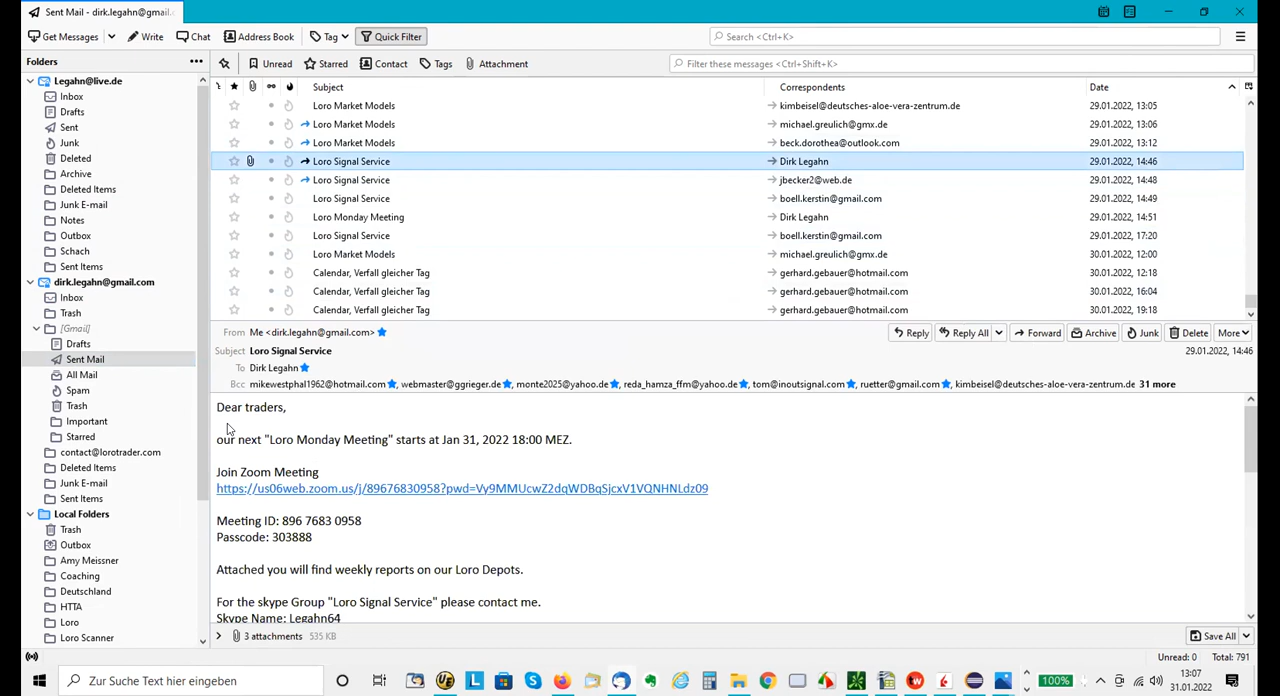 Sent Mail - dirk.legahn@gmail.
Get Messages Write Chat Address Book Tag Quick Filter Search <Ctrl+K>
Folders
Unread Starred Contact Tags Attachment Filter these messages <Ctrl+Shift+K>
Legahn@live.de
Inbox
Drafts
Sent
Junk
Deleted
Archive
Deleted Items
Junk E-mail
Notes
Outbox
Schach
Sent Items
dirk.legahn@gmail.com
Inbox
Trash
[Gmail]
Drafts
Sent Mail
All Mail
Spam
Trash
Important
Starred
contact@lorotrader.com
Deleted Items
Junk E-mail
Sent Items
Local Folders
Trash
Outbox
Amy Meissner
Coaching
Deutschland
HTTA
Loro
Loro Scanner
Subject Correspondents Date
Loro Market Models kimbeisel@deutsches-aloe-vera-zentrum.de 29.01.2022, 13:05
Loro Market Models michael.greulich@gmx.de 29.01.2022, 13:06
Loro Market Models beck.dorothea@outlook.com 29.01.2022, 13:12
Loro Signal Service Dirk Legahn 29.01.2022, 14:46
Loro Signal Service jbecker2@web.de 29.01.2022, 14:48
Loro Signal Service boell.kerstin@gmail.com 29.01.2022, 14:49
Loro Monday Meeting Dirk Legahn 29.01.2022, 14:51
Loro Signal Service boell.kerstin@gmail.com 29.01.2022, 17:20
Loro Market Models michael.greulich@gmx.de 30.01.2022, 12:00
Calendar, Verfall gleicher Tag gerhard.gebauer@hotmail.com 30.01.2022, 12:18
Calendar, Verfall gleicher Tag gerhard.gebauer@hotmail.com 30.01.2022, 16:04
Calendar, Verfall gleicher Tag gerhard.gebauer@hotmail.com 30.01.2022, 19:18
From Me <dirk.legahn@gmail.com> Reply Reply All Forward Archive Junk Delete More
Subject Loro Signal Service 29.01.2022, 14:46
To Dirk Legahn
Bcc mikewestphal1962@hotmail.com, webmaster@ggrieger.de, monte2025@yahoo.de, reda_hamza_ffm@yahoo.de, tom@inoutsignal.com, ruetter@gmail.com, kimbeisel@deutsches-aloe-vera-zentrum.de 31 more
Dear traders,
our next "Loro Monday Meeting" starts at Jan 31, 2022 18:00 MEZ.
Join Zoom Meeting
https://us06web.zoom.us/j/89676830958?pwd=Vy9MMUcwZ2dqWDBqSjcxV1VQNHNLdz09
Meeting ID: 896 7683 0958
Passcode: 303888
Attached you will find weekly reports on our Loro Depots.
For the skype Group "Loro Signal Service" please contact me.
Skype Name: Legahn64
3 attachments 535 KB Save All
Unread: 0 Total: 791
Zur Suche Text hier eingeben
100%
13:07
31.01.2022